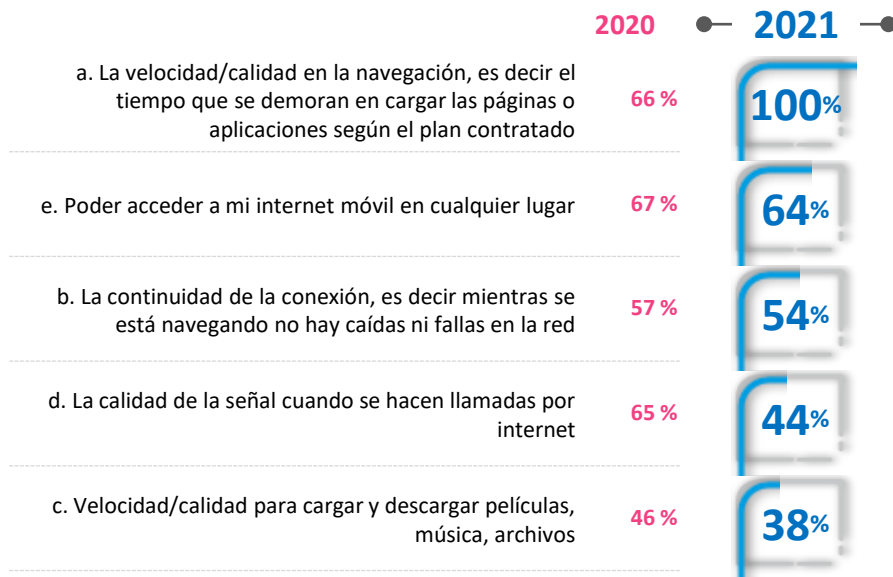 2020 2021
a. La velocidad/calidad en la navegación, es decir el
tiempo que se demoran en cargar las páginas o
aplicaciones según el plan contratado
66 %
100%
e. Poder acceder a mi internet móvil en cualquier lugar
67 %
64%
b. La continuidad de la conexión, es decir mientras se
está navegando no hay caídas ni fallas en la red
57 %
54%
d. La calidad de la señal cuando se hacen llamadas por
internet
65 %
44%
c. Velocidad/calidad para cargar y descargar películas,
música, archivos
46 %
38%